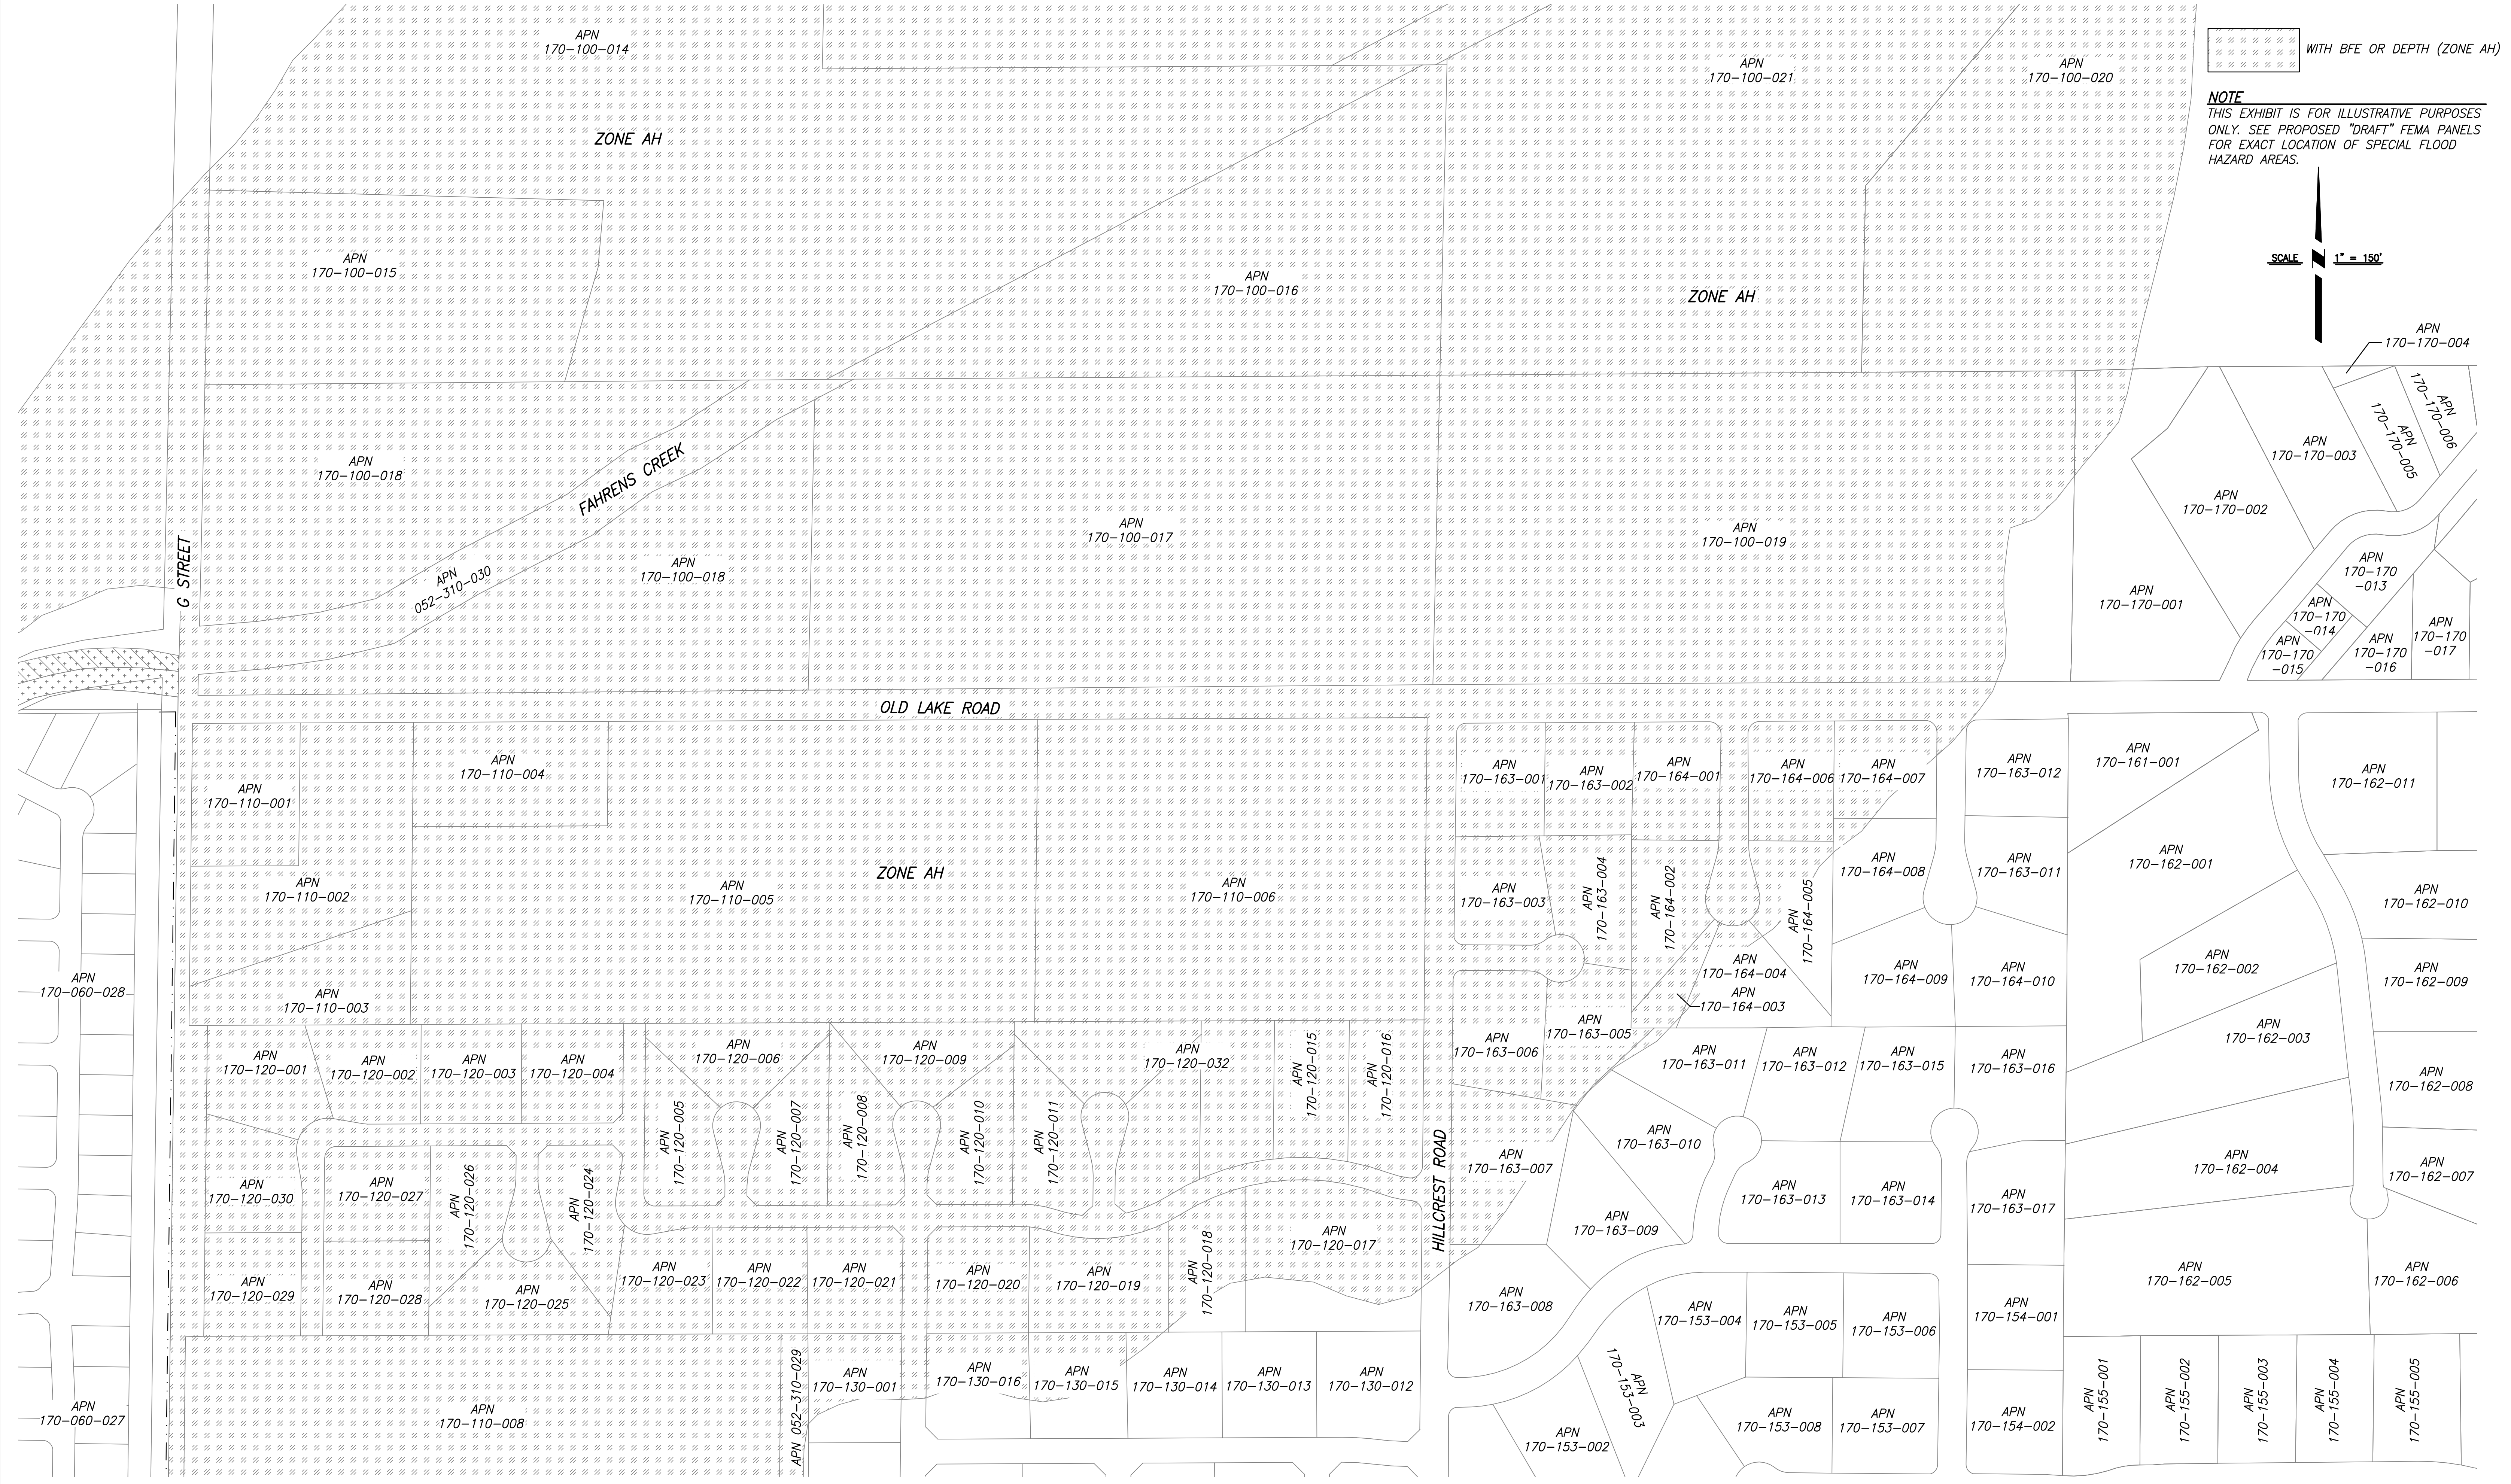 APN
170-100-014
APN
170-100-021
APN
170-100-020
WITH BFE OR DEPTH (ZONE AH)
NOTE
THIS EXHIBIT IS FOR ILLUSTRATIVE PURPOSES
ONLY. SEE PROPOSED "DRAFT" FEMA PANELS
FOR EXACT LOCATION OF SPECIAL FLOOD
HAZARD AREAS.
ZONE AH
SCALE N 1" = 150'
APN
170-100-015
APN
170-100-016
ZONE AH
APN
170-170-004
APN
170-170-006
APN
170-170-005
APN
170-170-003
APN
170-170-002
APN
170-100-018
FAHRENS CREEK
APN
170-100-017
APN
170-100-019
G STREET
APN
052-310-030
APN
170-100-018
APN
170-170-001
APN
170-170
-013
APN
170-170
-014
APN
170-170
-015
APN
170-170
-016
APN
170-170
-017
OLD LAKE ROAD
APN
170-110-001
APN
170-110-004
APN
170-163-001
APN
170-163-002
APN
170-164-001
APN
170-164-006
APN
170-164-007
APN
170-163-012
APN
170-161-001
APN
170-162-011
APN
170-110-002
ZONE AH
APN
170-110-005
APN
170-110-006
APN
170-163-003
APN
170-163-004
APN
170-164-002
APN
170-164-005
APN
170-164-008
APN
170-163-011
APN
170-162-001
APN
170-162-010
APN
170-060-028
APN
170-110-003
APN
170-164-004
APN
170-164-003
APN
170-164-009
APN
170-164-010
APN
170-162-002
APN
170-162-009
APN
170-120-001
APN
170-120-002
APN
170-120-003
APN
170-120-004
APN
170-120-006
APN
170-120-009
APN
170-120-032
APN
170-120-015
APN
170-120-016
APN
170-163-006
APN
170-163-005
APN
170-163-011
APN
170-163-012
APN
170-163-015
APN
170-163-016
APN
170-162-003
APN
170-162-008
APN
170-120-005
APN
170-120-007
APN
170-120-008
APN
170-120-010
APN
170-120-011
HILLCREST ROAD
APN
170-163-007
APN
170-163-010
APN
170-162-004
APN
170-162-007
APN
170-120-030
APN
170-120-027
APN
170-120-026
APN
170-120-024
APN
170-163-009
APN
170-163-013
APN
170-163-014
APN
170-163-017
APN
170-120-029
APN
170-120-028
APN
170-120-025
APN
170-120-023
APN
170-120-022
APN
170-120-021
APN
170-120-020
APN
170-120-019
APN
170-120-018
APN
170-120-017
APN
170-163-008
APN
170-153-004
APN
170-153-005
APN
170-153-006
APN
170-154-001
APN
170-162-005
APN
170-162-006
APN
170-060-027
APN
170-110-008
APN 052-310-029
APN
170-130-001
APN
170-130-016
APN
170-130-015
APN
170-130-014
APN
170-130-013
APN
170-130-012
APN
170-153-002
APN
170-153-003
APN
170-153-008
APN
170-153-007
APN
170-154-002
APN
170-155-001
APN
170-155-002
APN
170-155-003
APN
170-155-004
APN
170-155-005